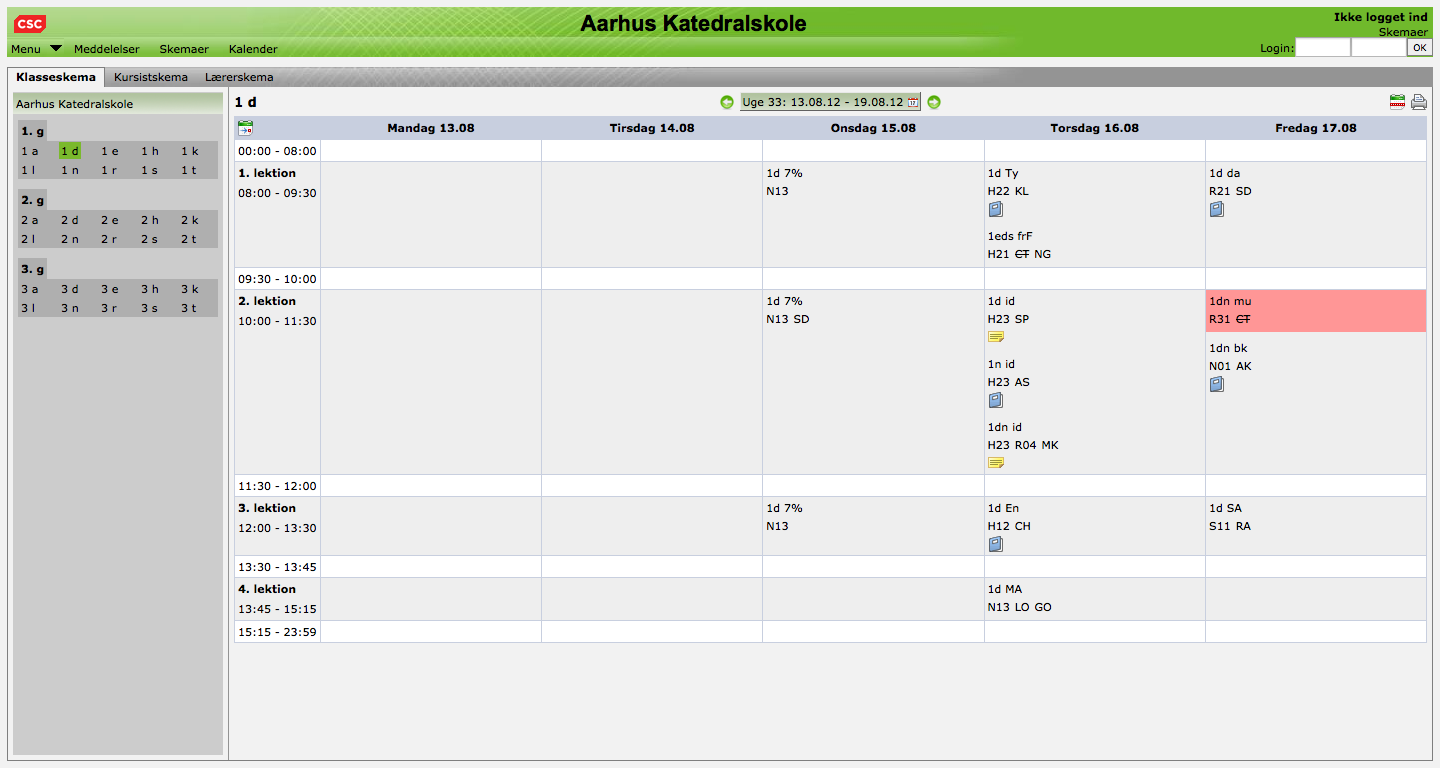 CSC
Aarhus Katedralskole
Ikke logget ind
Skemaer
Menu Meddelelser Skemaer Kalender
Login: OK
Klasseskema Kursistskema Lærerskema
Aarhus Katedralskole
1. g
1 a 1 d 1 e 1 h 1 k
1 l 1 n 1 r 1 s 1 t
2. g
2 a 2 d 2 e 2 h 2 k
2 l 2 n 2 r 2 s 2 t
3. g
3 a 3 d 3 e 3 h 3 k
3 l 3 n 3 r 3 s 3 t
1 d
Uge 33: 13.08.12 - 19.08.12
Mandag 13.08 Tirsdag 14.08 Onsdag 15.08 Torsdag 16.08 Fredag 17.08
00:00 - 08:00
1. lektion
08:00 - 09:30
1d 7%
N13
1d Ty
H22 KL
1eds frF
H21 CT NG
1d da
R21 SD
09:30 - 10:00
2. lektion
10:00 - 11:30
1d 7%
N13 SD
1d id
H23 SP
1n id
H23 AS
1dn id
H23 R04 MK
1dn mu
R31 CT
1dn bk
N01 AK
11:30 - 12:00
3. lektion
12:00 - 13:30
1d 7%
N13
1d En
H12 CH
1d SA
S11 RA
13:30 - 13:45
4. lektion
13:45 - 15:15
1d MA
N13 LO GO
15:15 - 23:59